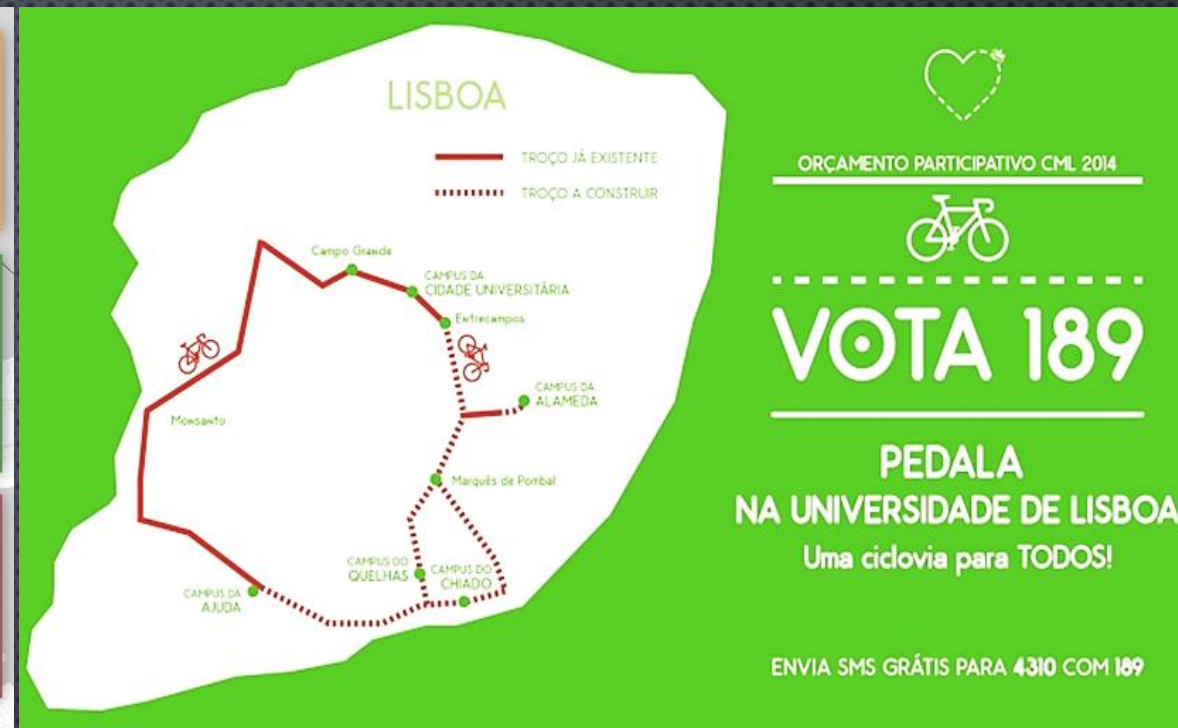 LISBOA
TROÇO JÁ EXISTENTE
TROÇO A CONSTRUIR
Campo Grande
CAMPUS DA
CIDADE UNIVERSITÁRIA
Entrecampos
CAMPUS DA
ALAMEDA
Monsanto
Marquês de Pombal
CAMPUS DO
QUELHAS
CAMPUS DO
CHIADO
CAMPUS DA
AJUDA
ORÇAMENTO PARTICIPATIVO CML 2014
VOTA 189
PEDALA
NA UNIVERSIDADE DE LISBOA
Uma ciclovia para TODOS!
ENVIA SMS GRÁTIS PARA 4310 COM 189